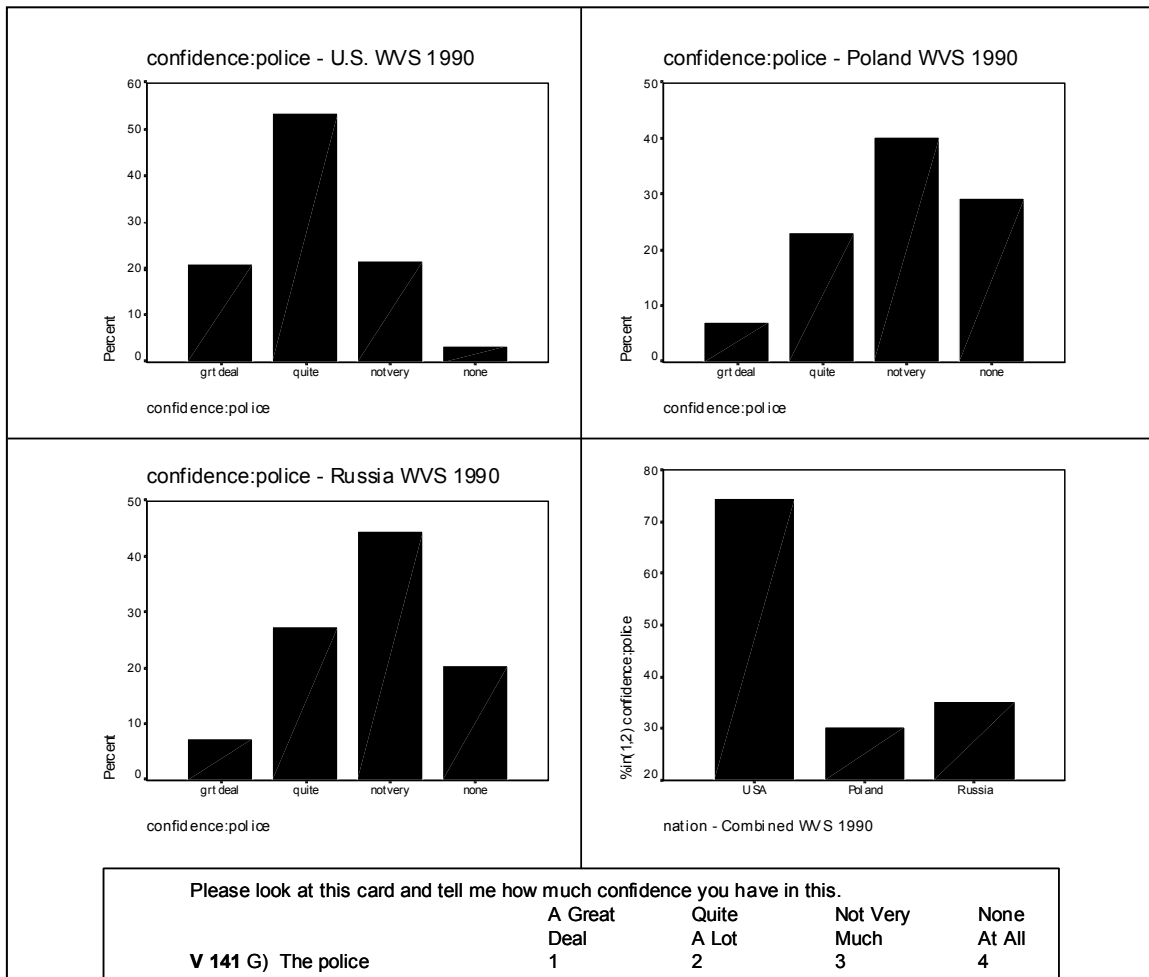 confidence:police - U.S. WVS 1990
60
50
40
30
20
10
0
Percent
grt deal quite notvery none
confidence:police
confidence:police - Poland WVS 1990
50
40
30
20
10
0
Percent
grt deal quite notvery none
confidence:police
confidence:police - Russia WVS 1990
50
40
30
20
10
0
Percent
grt deal quite notvery none
confidence:police
80
70
60
50
40
30
20
%in(1,2) confidence:police
USA Poland Russia
nation - Combined WVS 1990
Please look at this card and tell me how much confidence you have in this.
A Great Quite Not Very None
Deal A Lot Much At All
V 141 G) The police 1 2 3 4